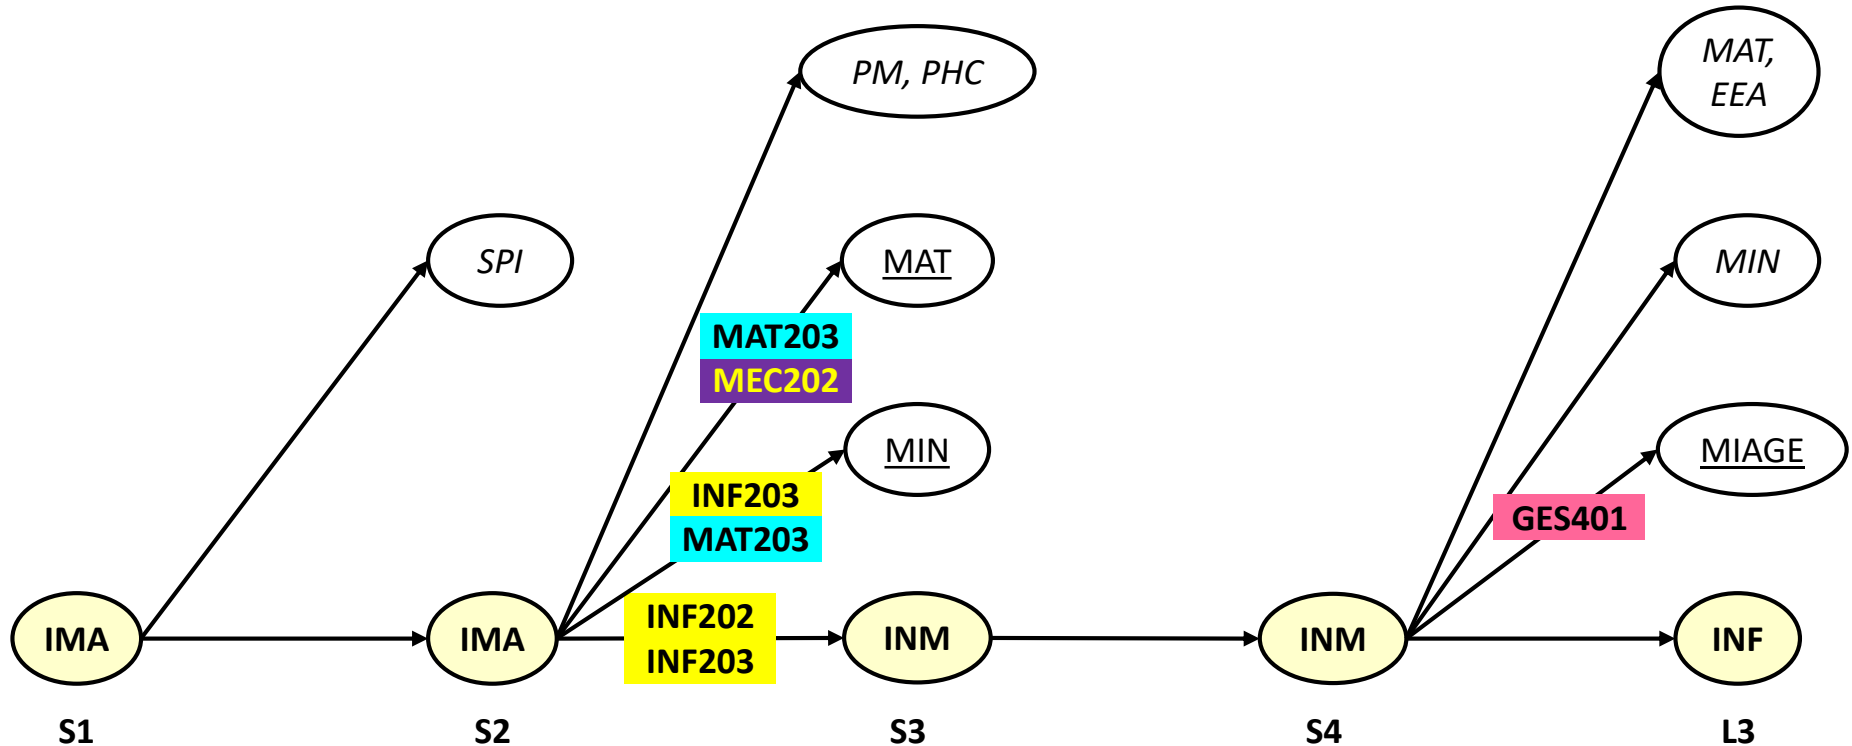 PM, PHC
MAT,
EEA
SPI
MAT
MIN
MAT203
MEC202
MIN
MIAGE
INF203
MAT203
GES401
IMA
IMA
INF202
INF203
INM
INM
INF
S1
S2
S3
S4
L3